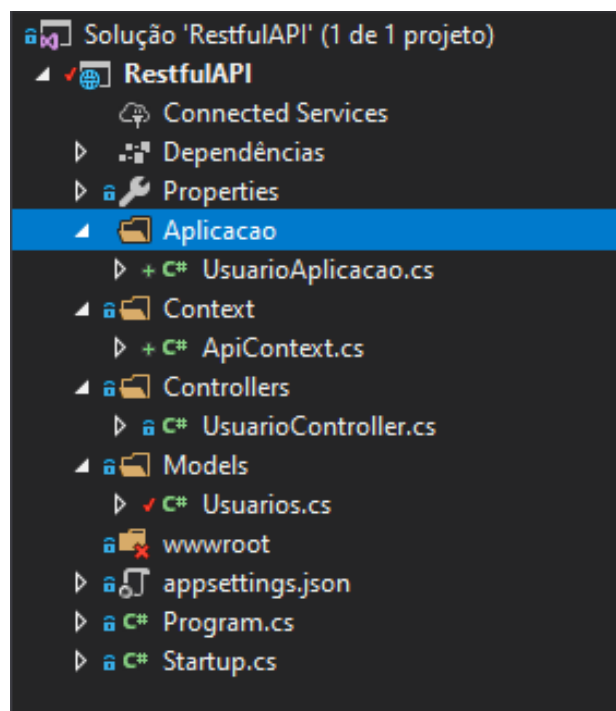 Solução 'RestfulAPI' (1 de 1 projeto)
RestfulAPI
Connected Services
Dependências
Properties
Aplicacao
C# UsuarioAplicacao.cs
Context
C# ApiContext.cs
Controllers
C# UsuarioController.cs
Models
C# Usuarios.cs
wwwroot
appsettings.json
C# Program.cs
C# Startup.cs